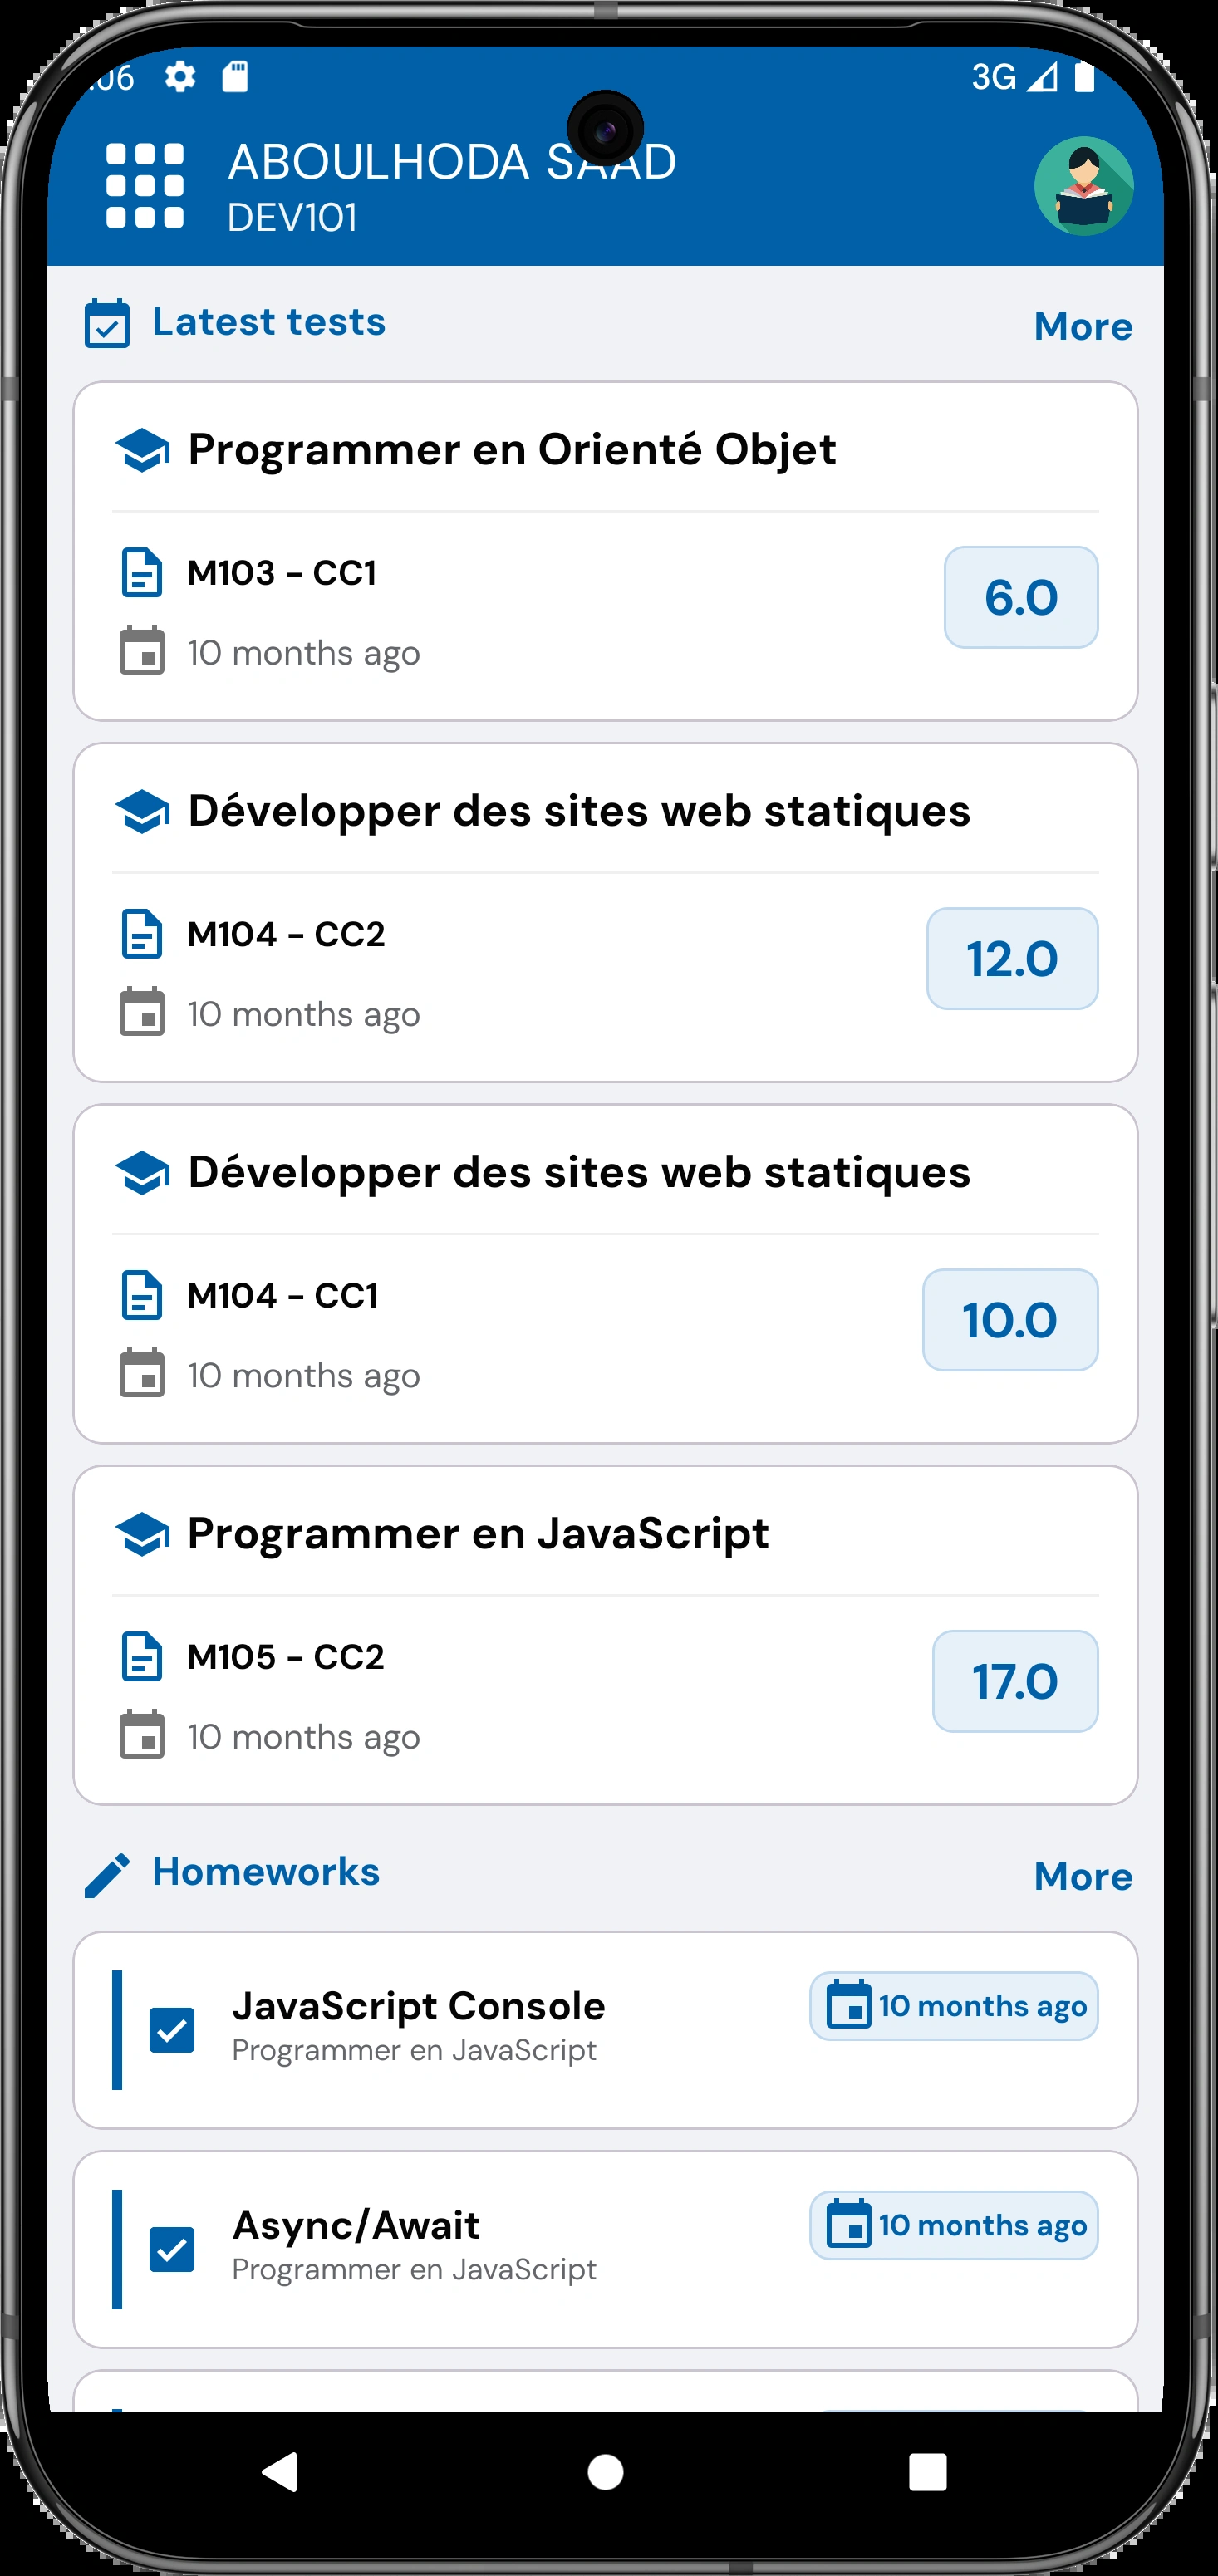 :06
3G
ABOULHODA SAAD
DEV101
Latest tests
More
Programmer en Orienté Objet
M103 - CC1
6.0
10 months ago
Développer des sites web statiques
M104 - CC2
12.0
10 months ago
Développer des sites web statiques
M104 - CC1
10.0
10 months ago
Programmer en JavaScript
M105 - CC2
17.0
10 months ago
Homeworks
More
JavaScript Console
10 months ago
Programmer en JavaScript
Async/Await
10 months ago
Programmer en JavaScript